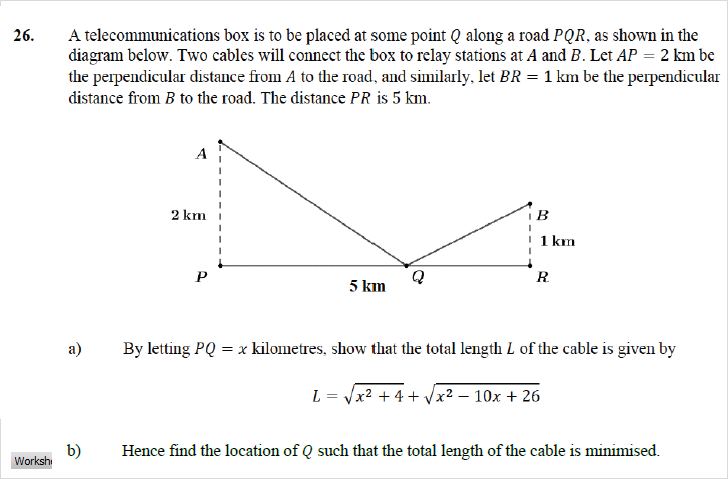 26. A telecommunications box is to be placed at some point Q along a road PQR, as shown in the
diagram below. Two cables will connect the box to relay stations at A and B. Let AP = 2 km be
the perpendicular distance from A to the road, and similarly, let BR = 1 km be the perpendicular
distance from B to the road. The distance PR is 5 km.
A
2 km
B
1 km
P
Q
R
5 km
a) By letting PQ = x kilometres, show that the total length L of the cable is given by
L = √(x² + 4) + √(x² − 10x + 26)
b) Hence find the location of Q such that the total length of the cable is minimised.